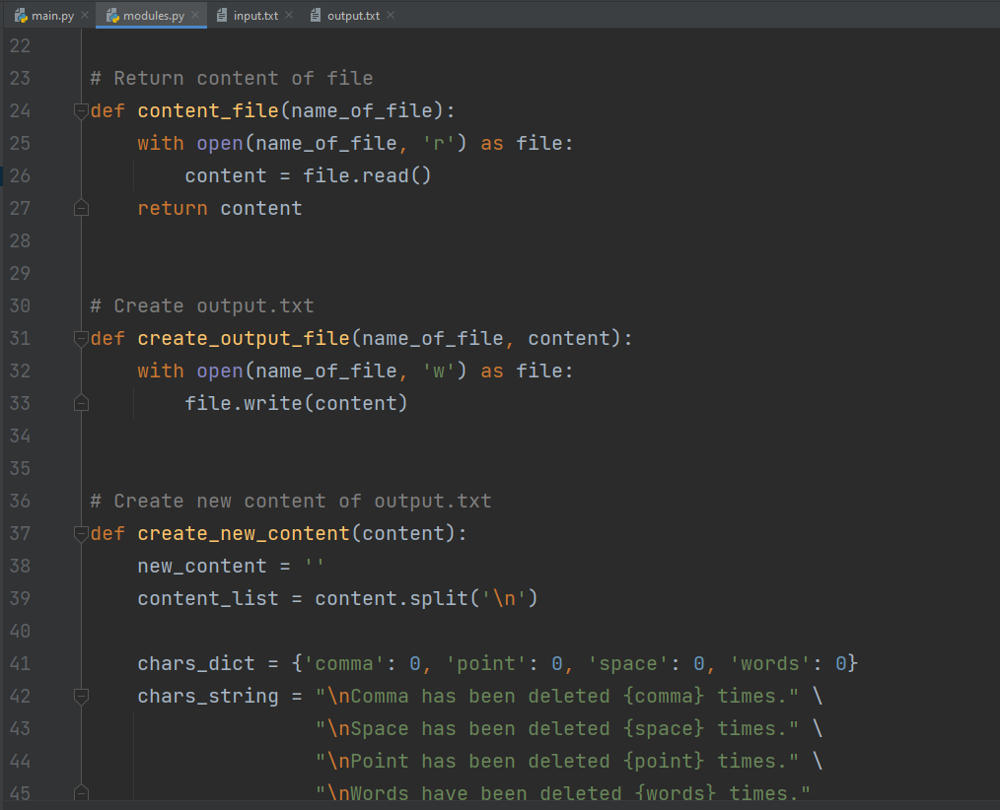 main.py modules.py input.txt output.txt
22
23 # Return content of file
24 def content_file(name_of_file):
25     with open(name_of_file, 'r') as file:
26         content = file.read()
27     return content
28
29
30 # Create output.txt
31 def create_output_file(name_of_file, content):
32     with open(name_of_file, 'w') as file:
33         file.write(content)
34
35
36 # Create new content of output.txt
37 def create_new_content(content):
38     new_content = ''
39     content_list = content.split('\n')
40
41     chars_dict = {'comma': 0, 'point': 0, 'space': 0, 'words': 0}
42     chars_string = "\nComma has been deleted {comma} times." \
43                    "\nSpace has been deleted {space} times." \
44                    "\nPoint has been deleted {point} times." \
45                    "\nWords have been deleted {words} times."